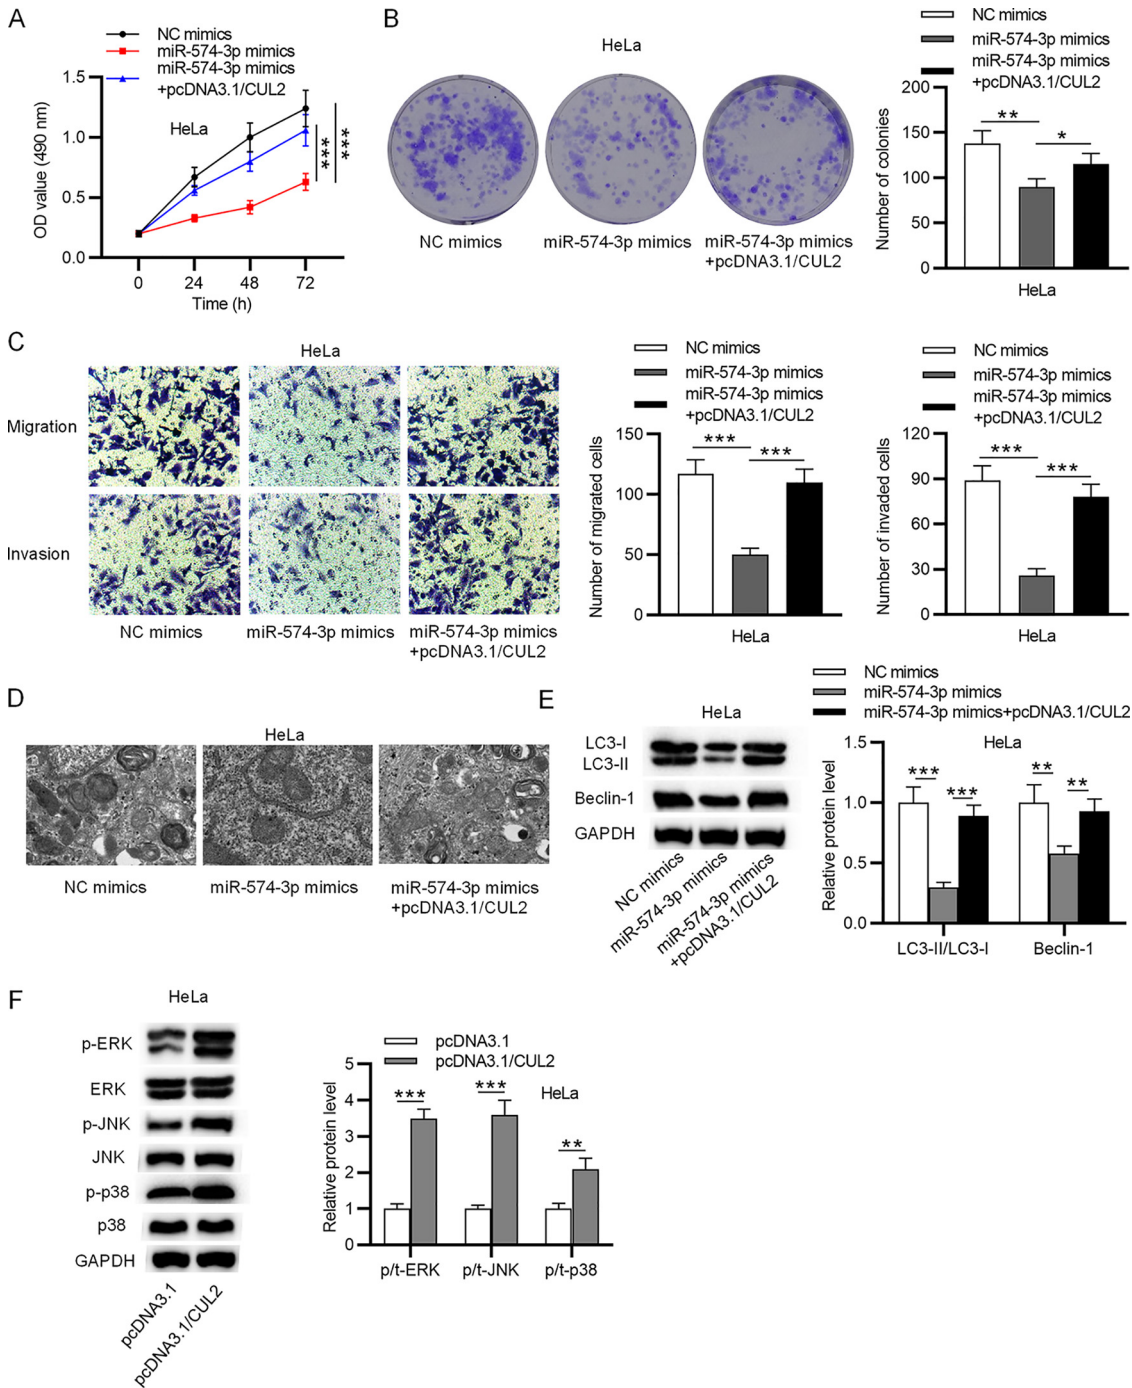 A
NC mimics
miR-574-3p mimics
miR-574-3p mimics
+pcDNA3.1/CUL2
HeLa
OD value (490 nm)
1.5
1.0
0.5
0.0
0 24 48 72
Time (h)
***
***
B
HeLa
NC mimics
miR-574-3p mimics
miR-574-3p mimics
+pcDNA3.1/CUL2
NC mimics
miR-574-3p mimics
miR-574-3p mimics
+pcDNA3.1/CUL2
Number of colonies
200
150
100
50
0
**
*
HeLa
C
HeLa
Migration
Invasion
NC mimics
miR-574-3p mimics
miR-574-3p mimics
+pcDNA3.1/CUL2
NC mimics
miR-574-3p mimics
miR-574-3p mimics
+pcDNA3.1/CUL2
Number of migrated cells
150
100
50
0
***
***
HeLa
NC mimics
miR-574-3p mimics
miR-574-3p mimics
+pcDNA3.1/CUL2
Number of invaded cells
120
90
60
30
0
***
***
HeLa
D
HeLa
NC mimics
miR-574-3p mimics
miR-574-3p mimics
+pcDNA3.1/CUL2
E
HeLa
LC3-I
LC3-II
Beclin-1
GAPDH
NC mimics
miR-574-3p mimics
miR-574-3p mimics
+pcDNA3.1/CUL2
NC mimics
miR-574-3p mimics
miR-574-3p mimics+pcDNA3.1/CUL2
HeLa
Relative protein level
1.5
1.0
0.5
0.0
***
***
**
**
LC3-II/LC3-I
Beclin-1
F
HeLa
p-ERK
ERK
p-JNK
JNK
p-p38
p38
GAPDH
pcDNA3.1
pcDNA3.1/CUL2
pcDNA3.1
pcDNA3.1/CUL2
HeLa
Relative protein level
5
4
3
2
1
0
***
***
**
p/t-ERK
p/t-JNK
p/t-p38